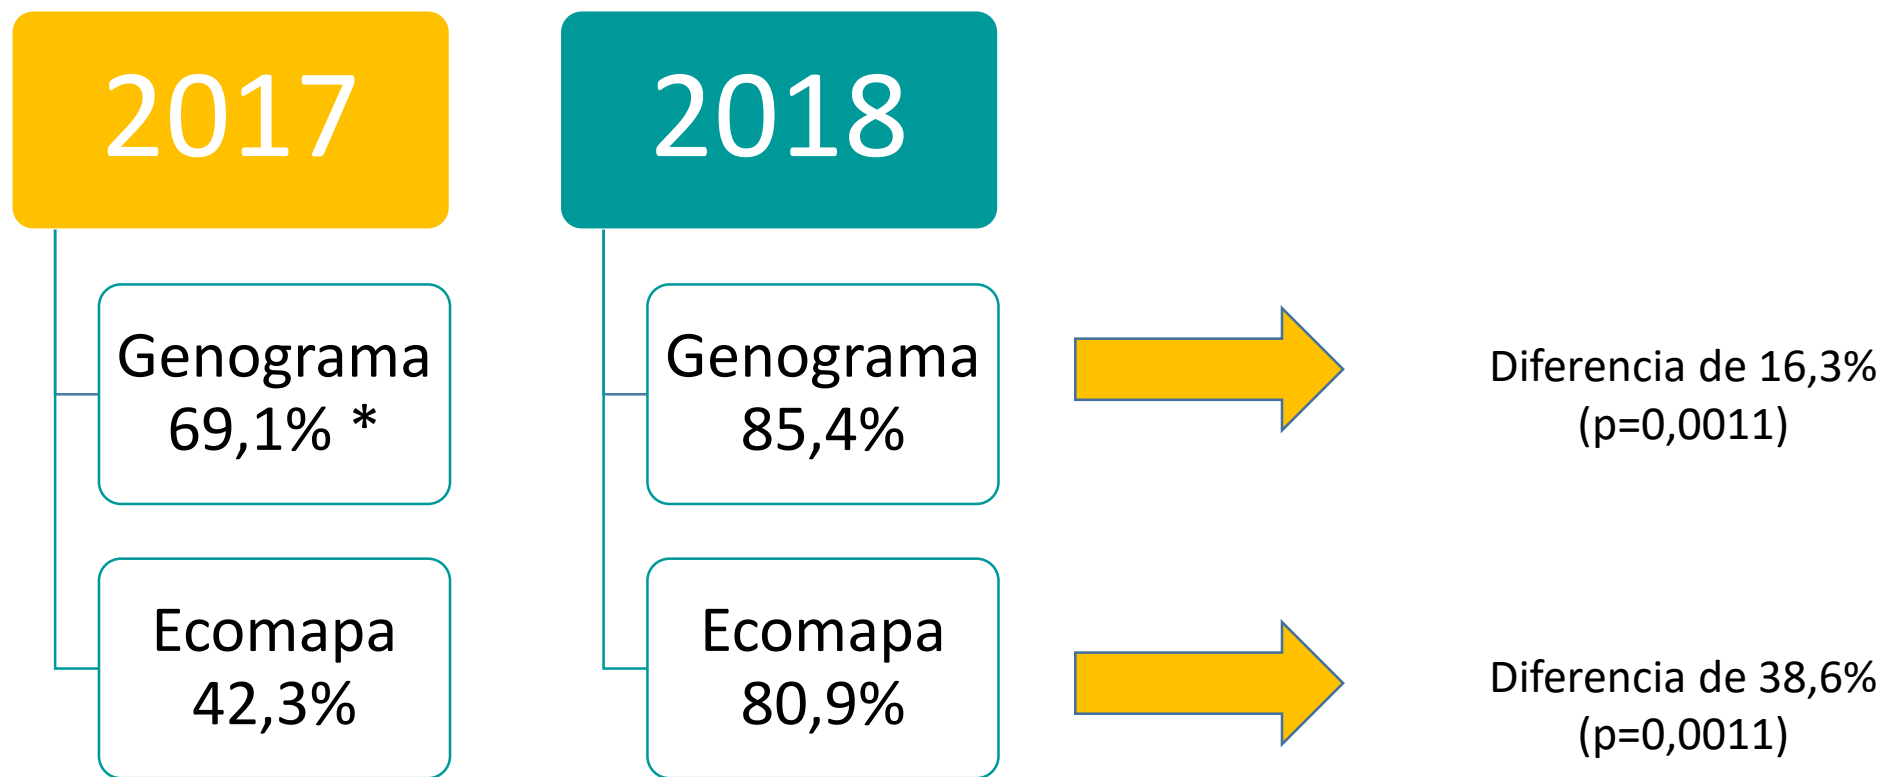 2017
2018
Genograma
69,1% *
Genograma
85,4%
Diferencia de 16,3%
(p=0,0011)
Ecomapa
42,3%
Ecomapa
80,9%
Diferencia de 38,6%
(p=0,0011)